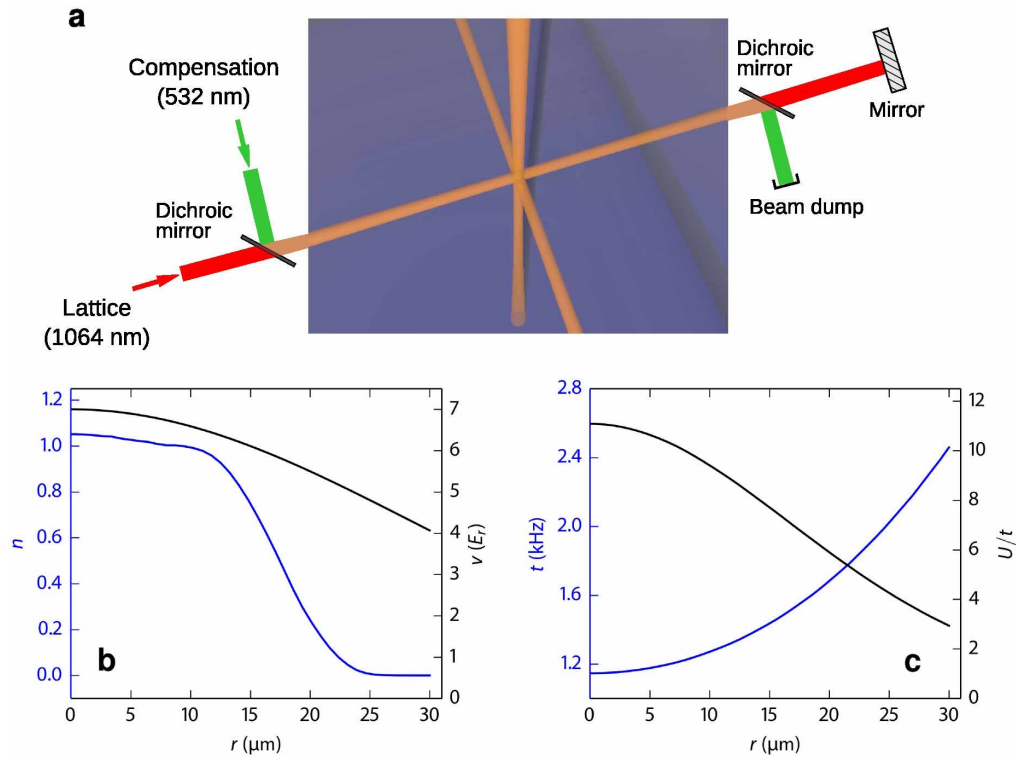 a
Compensation
(532 nm)
Dichroic
mirror
Lattice
(1064 nm)
Dichroic
mirror
Mirror
Beam dump
1.2
1.0
0.8
0.6
0.4
0.2
0.0
n
7
6
5
4
3
2
1
0
v (Er)
b
0 5 10 15 20 25 30
r (μm)
2.8
2.4
2.0
1.6
1.2
t (kHz)
12
10
8
6
4
2
0
U/t
c
0 5 10 15 20 25 30
r (μm)